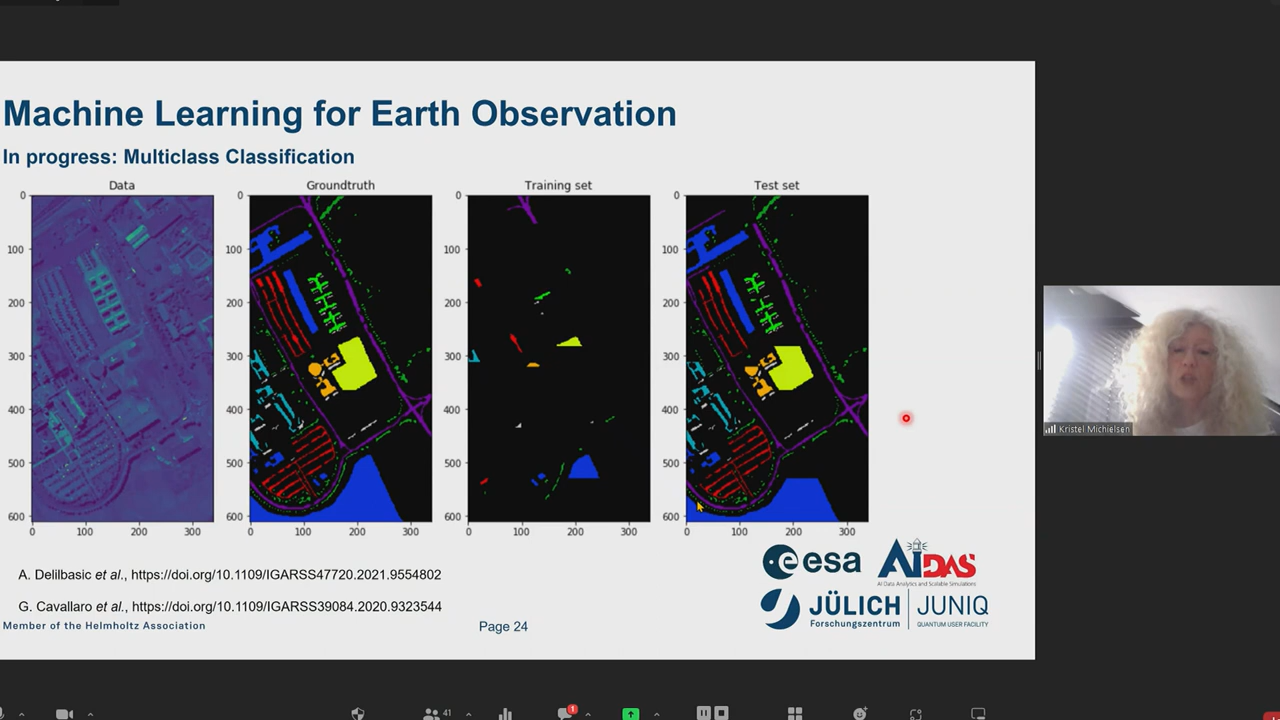 Machine Learning for Earth Observation
In progress: Multiclass Classification
Data
Groundtruth
Training set
Test set
0
100
200
300
400
500
600
0
100
200
300
0
100
200
300
400
500
600
0
100
200
300
0
100
200
300
400
500
600
0
100
200
300
0
100
200
300
400
500
600
0
100
200
300
A. Delilbasic et al., https://doi.org/10.1109/IGARSS47720.2021.9554802
G. Cavallaro et al., https://doi.org/10.1109/IGARSS39084.2020.9323544
Member of the Helmholtz Association
Page 24
esa
AIDAS
AI Data Analytics and Scalable Simulations
JÜLICH
Forschungszentrum
JUNIQ
QUANTUM USER FACILITY
Kristel Michielsen
41
1